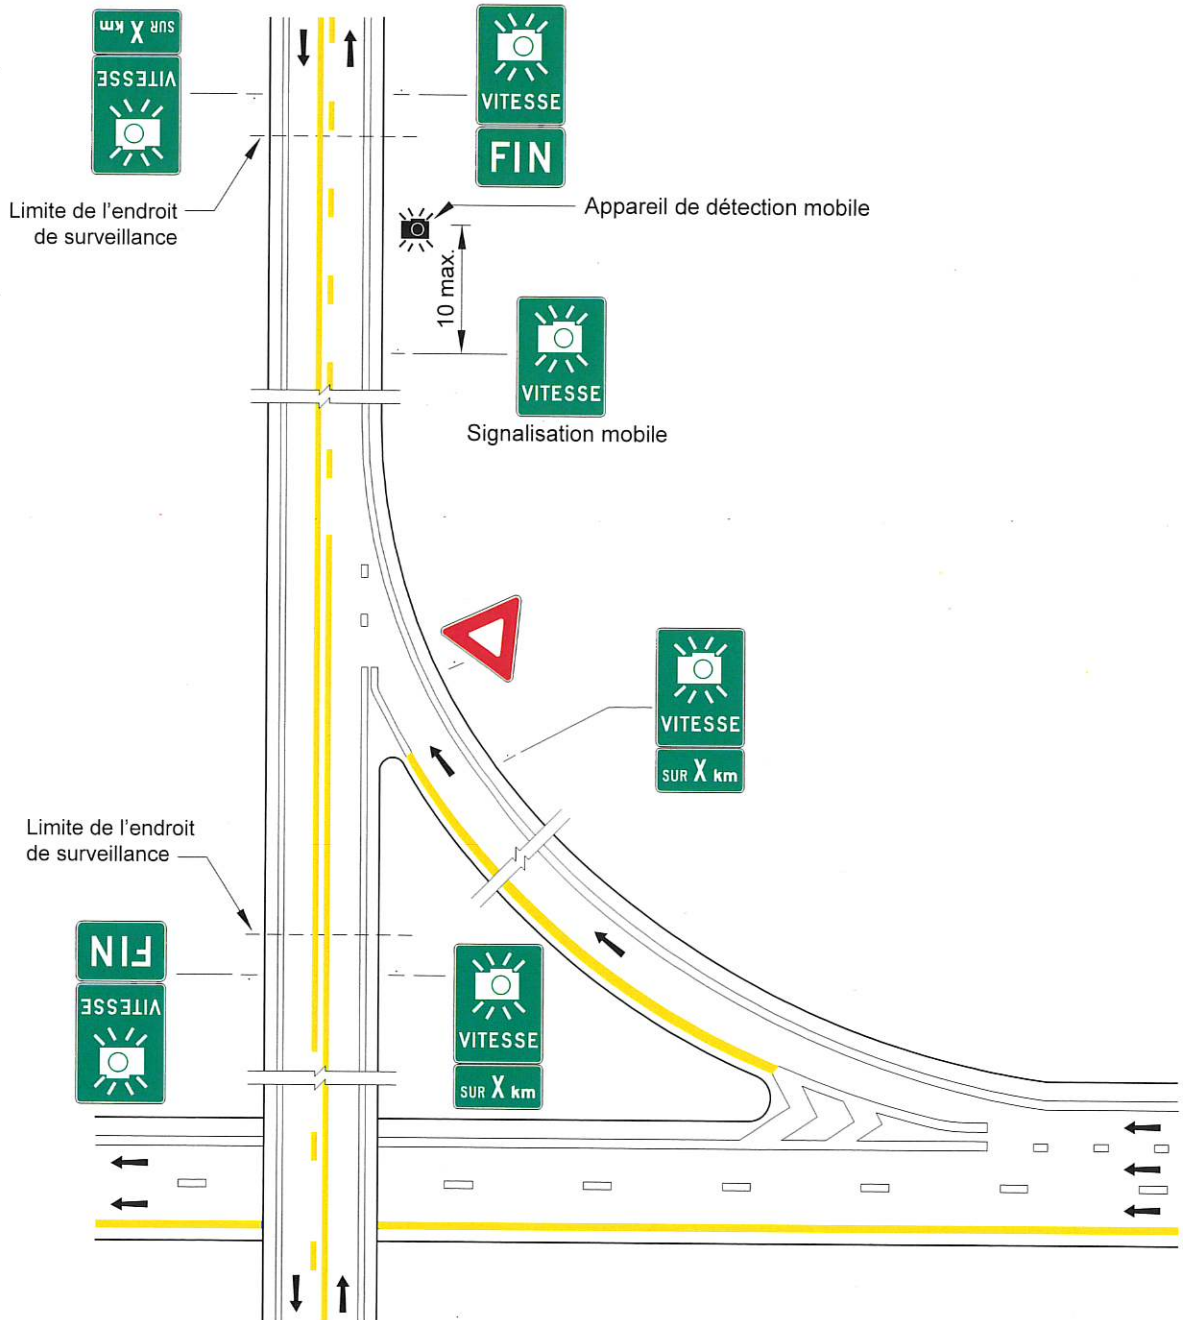 SUR X km
VITESSE
VITESSE
FIN
Limite de l'endroit
de surveillance
Appareil de détection mobile
10 max.
VITESSE
Signalisation mobile
VITESSE
SUR X km
Limite de l'endroit
de surveillance
FIN
VITESSE
VITESSE
SUR X km